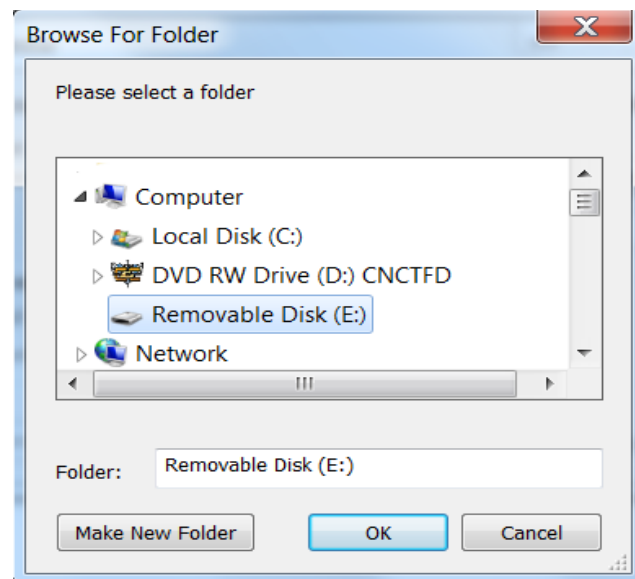 Browse For Folder
Please select a folder
Computer
Local Disk (C:)
DVD RW Drive (D:) CNCTFD
Removable Disk (E:)
Network
Folder: Removable Disk (E:)
Make New Folder OK Cancel